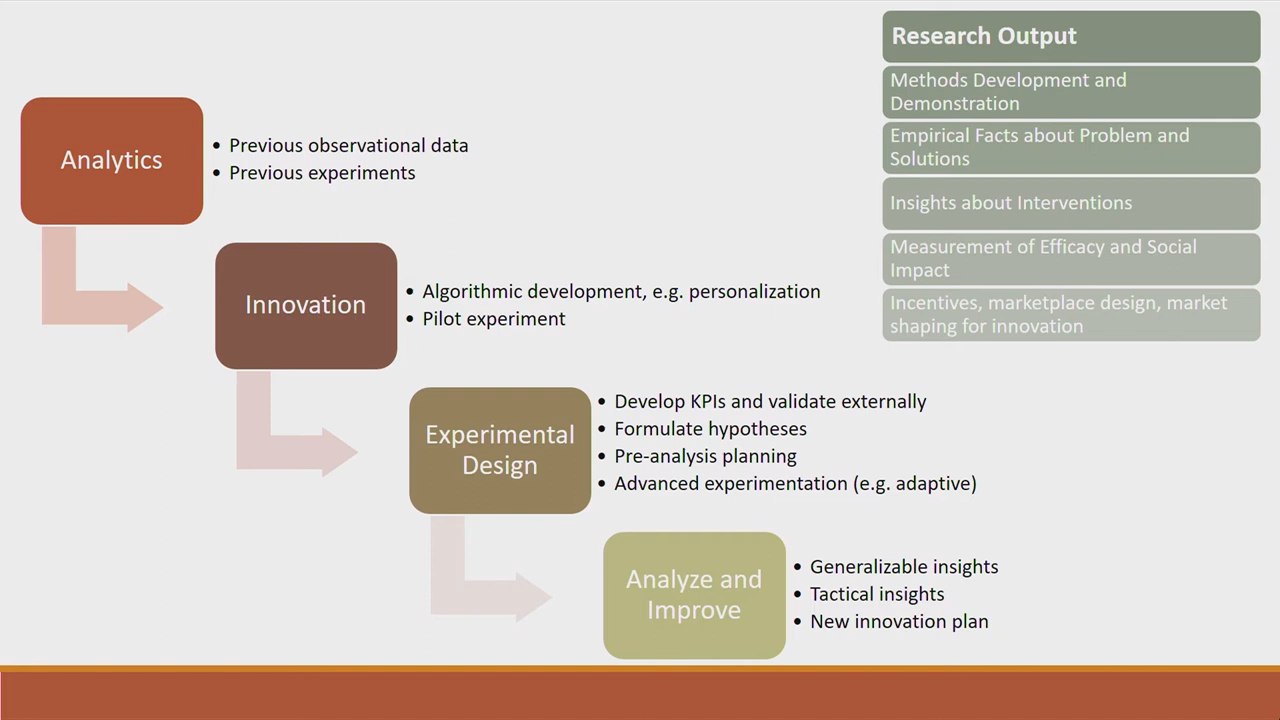 Research Output
Methods Development and
Demonstration
Empirical Facts about Problem and
Solutions
Insights about Interventions
Measurement of Efficacy and Social
Impact
Incentives, marketplace design, market
shaping for innovation
Analytics
• Previous observational data
• Previous experiments
Innovation
• Algorithmic development, e.g. personalization
• Pilot experiment
Experimental
Design
• Develop KPIs and validate externally
• Formulate hypotheses
• Pre-analysis planning
• Advanced experimentation (e.g. adaptive)
Analyze and
Improve
• Generalizable insights
• Tactical insights
• New innovation plan